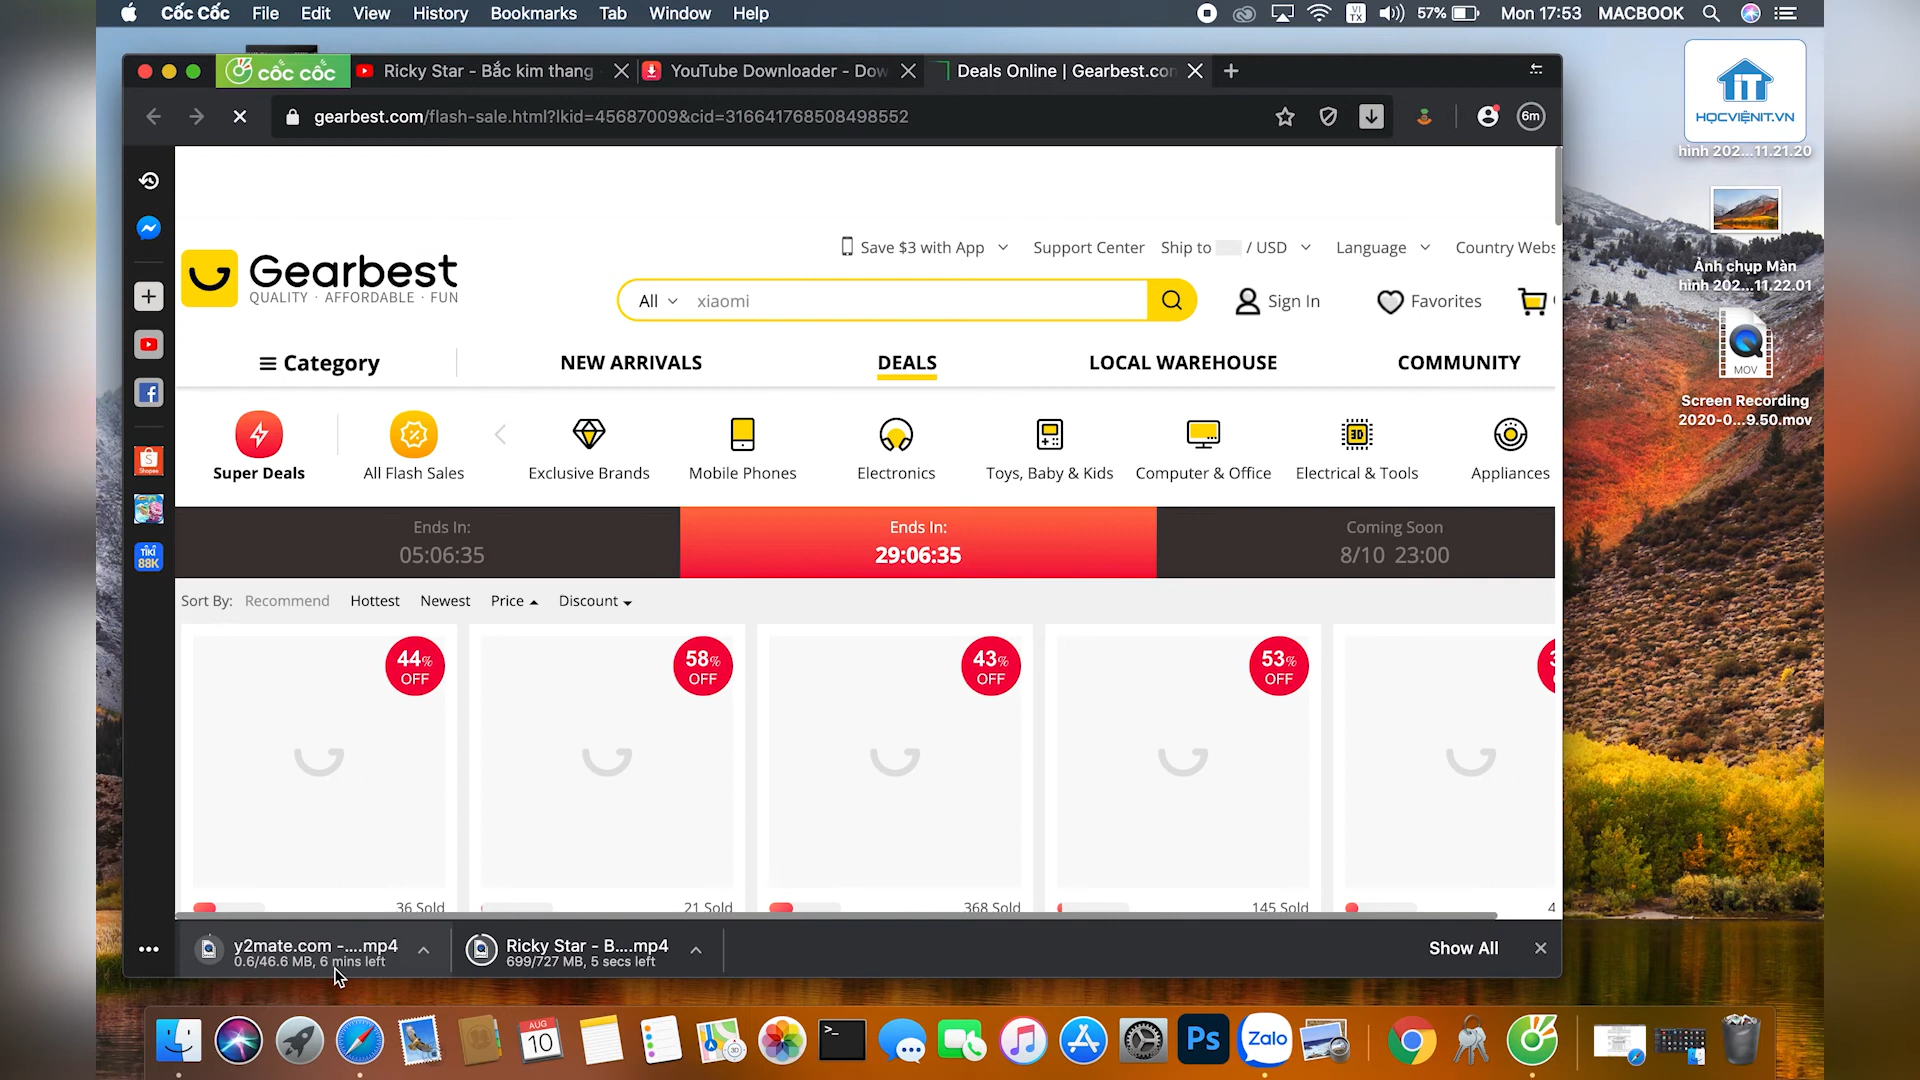 Cốc Cốc File Edit View History Bookmarks Tab Window Help
VI TX 57% Mon 17:53 MACBOOK
cốc cốc Ricky Star - Bắc kim thang YouTube Downloader - Dow Deals Online | Gearbest.con
gearbest.com/flash-sale.html?lkid=45687009&cid=316641768508498552 6m
Save $3 with App Support Center Ship to / USD Language Country Webs
Gearbest
QUALITY · AFFORDABLE · FUN
All xiaomi Sign In Favorites
Category NEW ARRIVALS DEALS LOCAL WAREHOUSE COMMUNITY
3D
Super Deals All Flash Sales Exclusive Brands Mobile Phones Electronics Toys, Baby & Kids Computer & Office Electrical & Tools Appliances
Ends In: Ends In: Coming Soon
05:06:35 29:06:35 8/10 23:00
Sort By: Recommend Hottest Newest Price Discount
44% OFF
58% OFF
43% OFF
53% OFF
36 Sold 21 Sold 368 Sold 145 Sold 4
Shopee
TIKI
88K
y2mate.com -....mp4
0.6/46.6 MB, 6 mins left
Ricky Star - B....mp4
699/727 MB, 5 secs left
Show All
IT
HỌCVIỆNIT.VN
hình 202...11.21.20
Ảnh chụp Màn
hình 202...11.22.01
MOV
Screen Recording
2020-0...9.50.mov
AUG
10
3D
Ps
Zalo